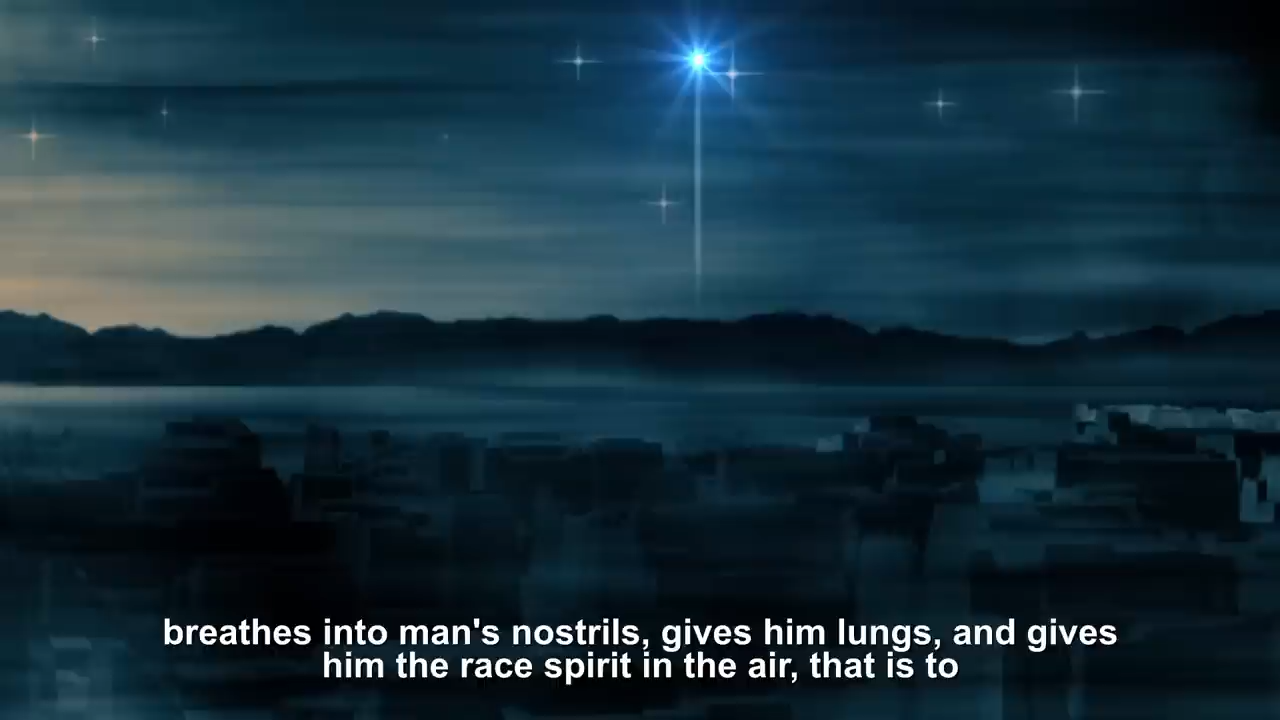 breathes into man's nostrils, gives him lungs, and gives
him the race spirit in the air, that is to